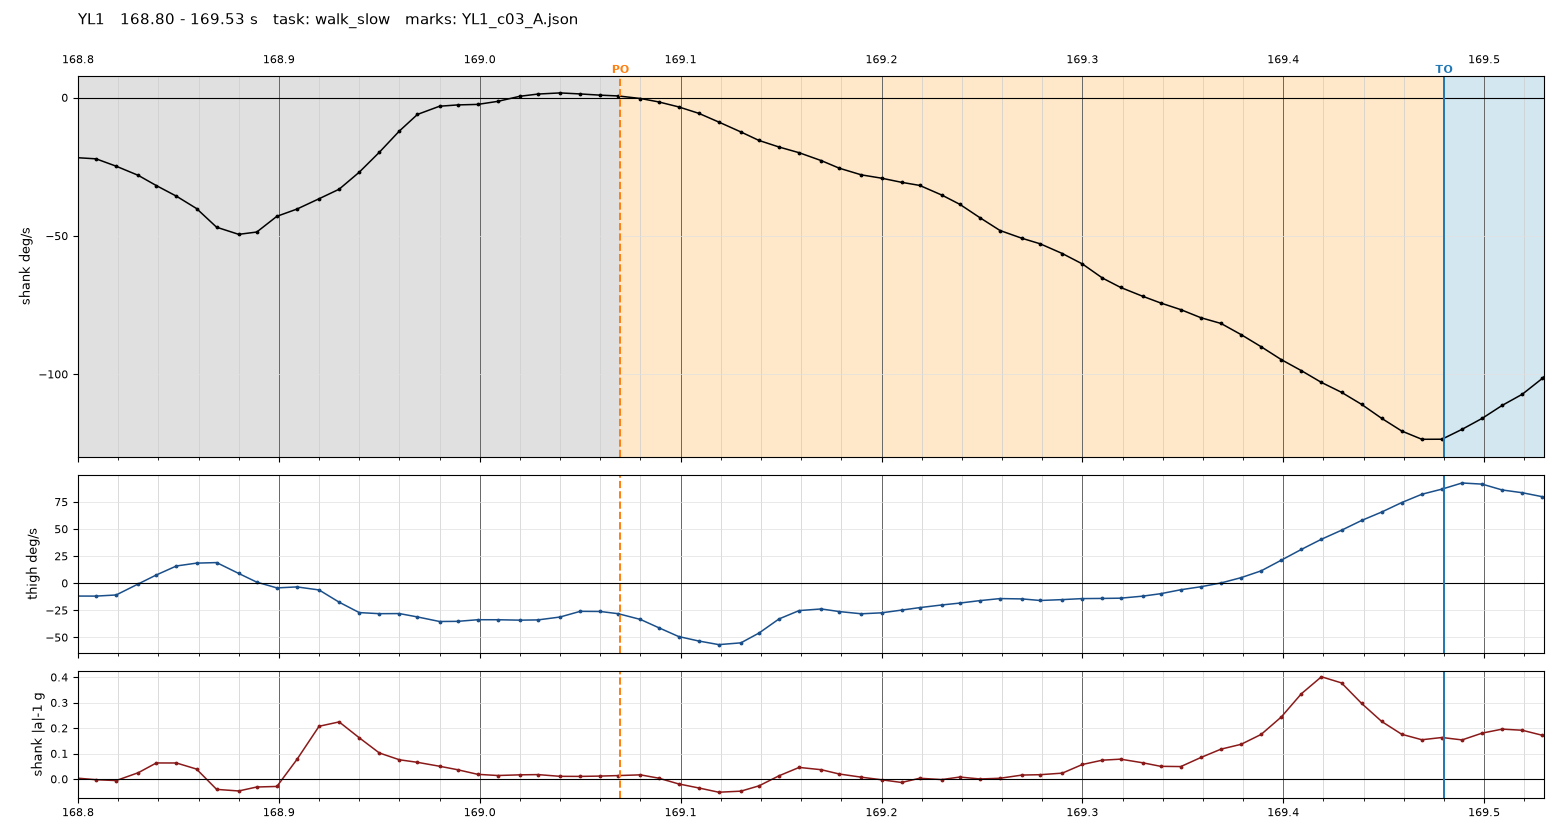 YL1   168.80 - 169.53 s   task: walk_slow   marks: YL1_c03_A.json
168.8 168.9 169.0 169.1 169.2 169.3 169.4 169.5
PO TO
0
−50
−100
shank deg/s
75
50
25
0
−25
−50
thigh deg/s
0.4
0.3
0.2
0.1
0.0
shank |a|-1 g
168.8 168.9 169.0 169.1 169.2 169.3 169.4 169.5